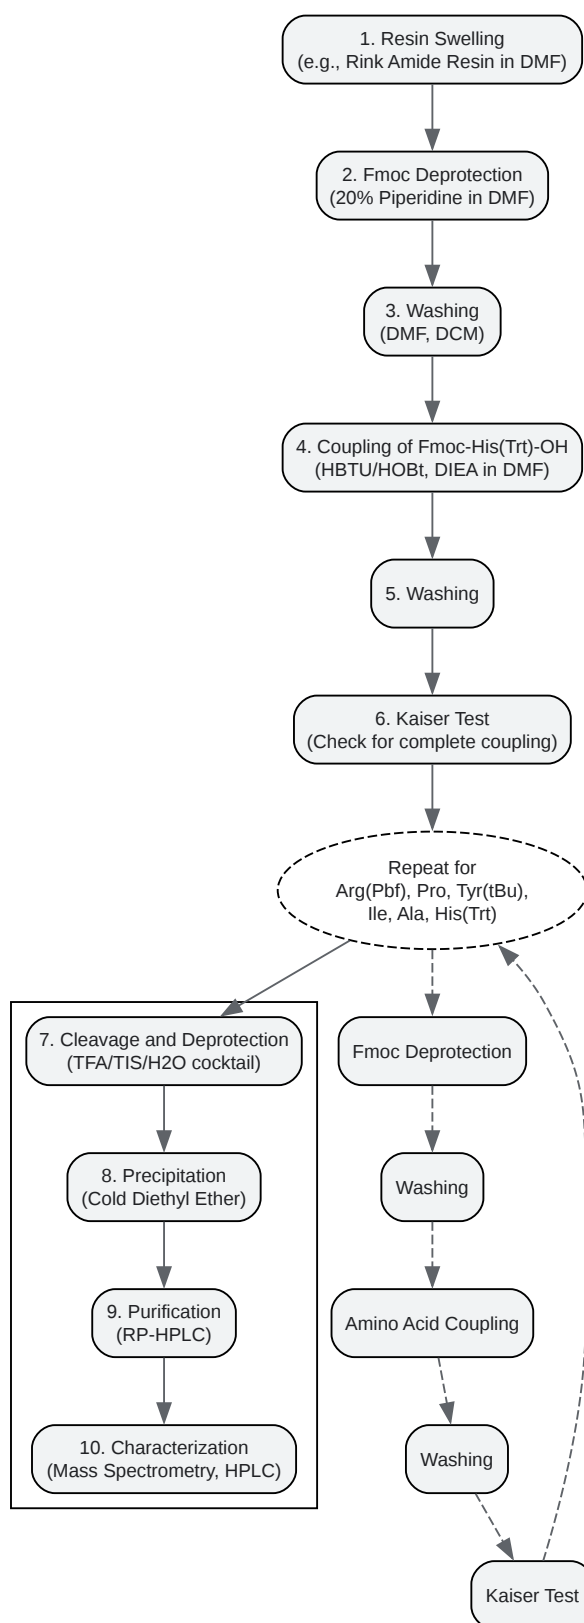 1. Resin Swelling
(e.g., Rink Amide Resin in DMF)
2. Fmoc Deprotection
(20% Piperidine in DMF)
3. Washing
(DMF, DCM)
4. Coupling of Fmoc-His(Trt)-OH
(HBTU/HOBt, DIEA in DMF)
5. Washing
6. Kaiser Test
(Check for complete coupling)
Repeat for
Arg(Pbf), Pro, Tyr(tBu),
Ile, Ala, His(Trt)
7. Cleavage and Deprotection
(TFA/TIS/H2O cocktail)
8. Precipitation
(Cold Diethyl Ether)
9. Purification
(RP-HPLC)
10. Characterization
(Mass Spectrometry, HPLC)
Fmoc Deprotection
Washing
Amino Acid Coupling
Washing
Kaiser Test